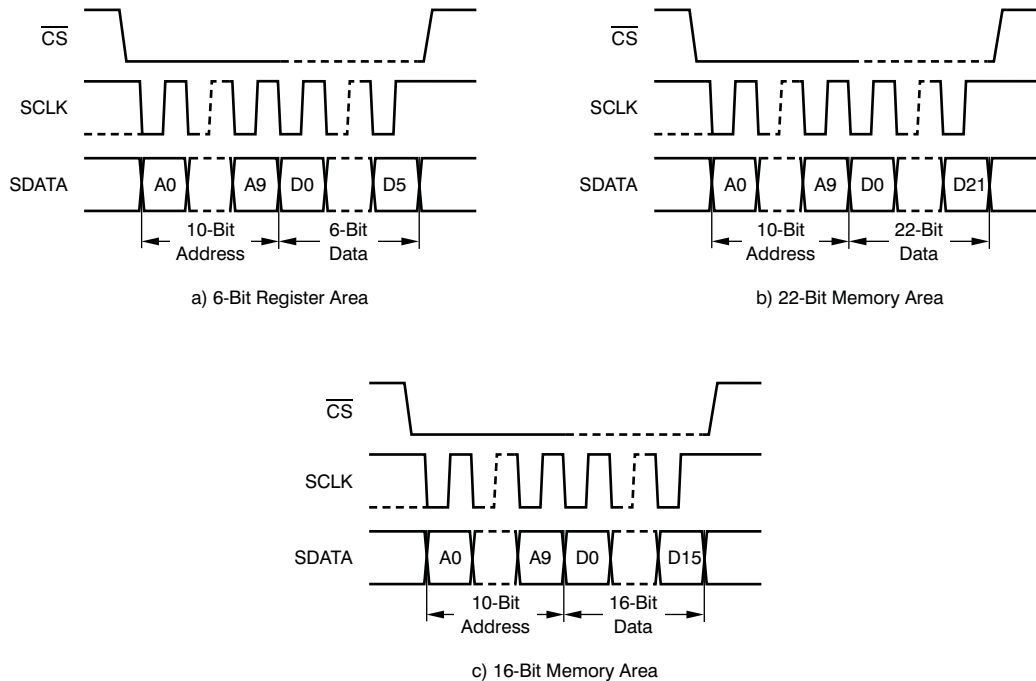 CS
SCLK
SDATA
A0
A9
D0
D5
10-Bit
Address
6-Bit
Data
a) 6-Bit Register Area
CS
SCLK
SDATA
A0
A9
D0
D21
10-Bit
Address
22-Bit
Data
b) 22-Bit Memory Area
CS
SCLK
SDATA
A0
A9
D0
D15
10-Bit
Address
16-Bit
Data
c) 16-Bit Memory Area